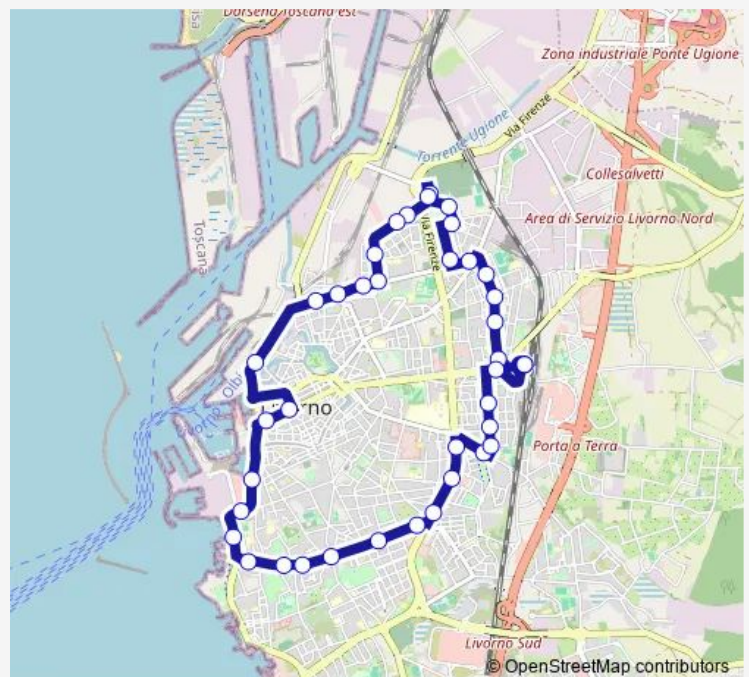 Darsena Toscana est
Zona industriale Ponte Ugione
Via Firenze
Torrente Ugione
Collesalvetti
Area di Servizio Livorno Nord
Toscana
Via Firenze
Porta a Terra
Livorno Sud
© OpenStreetMap contributors